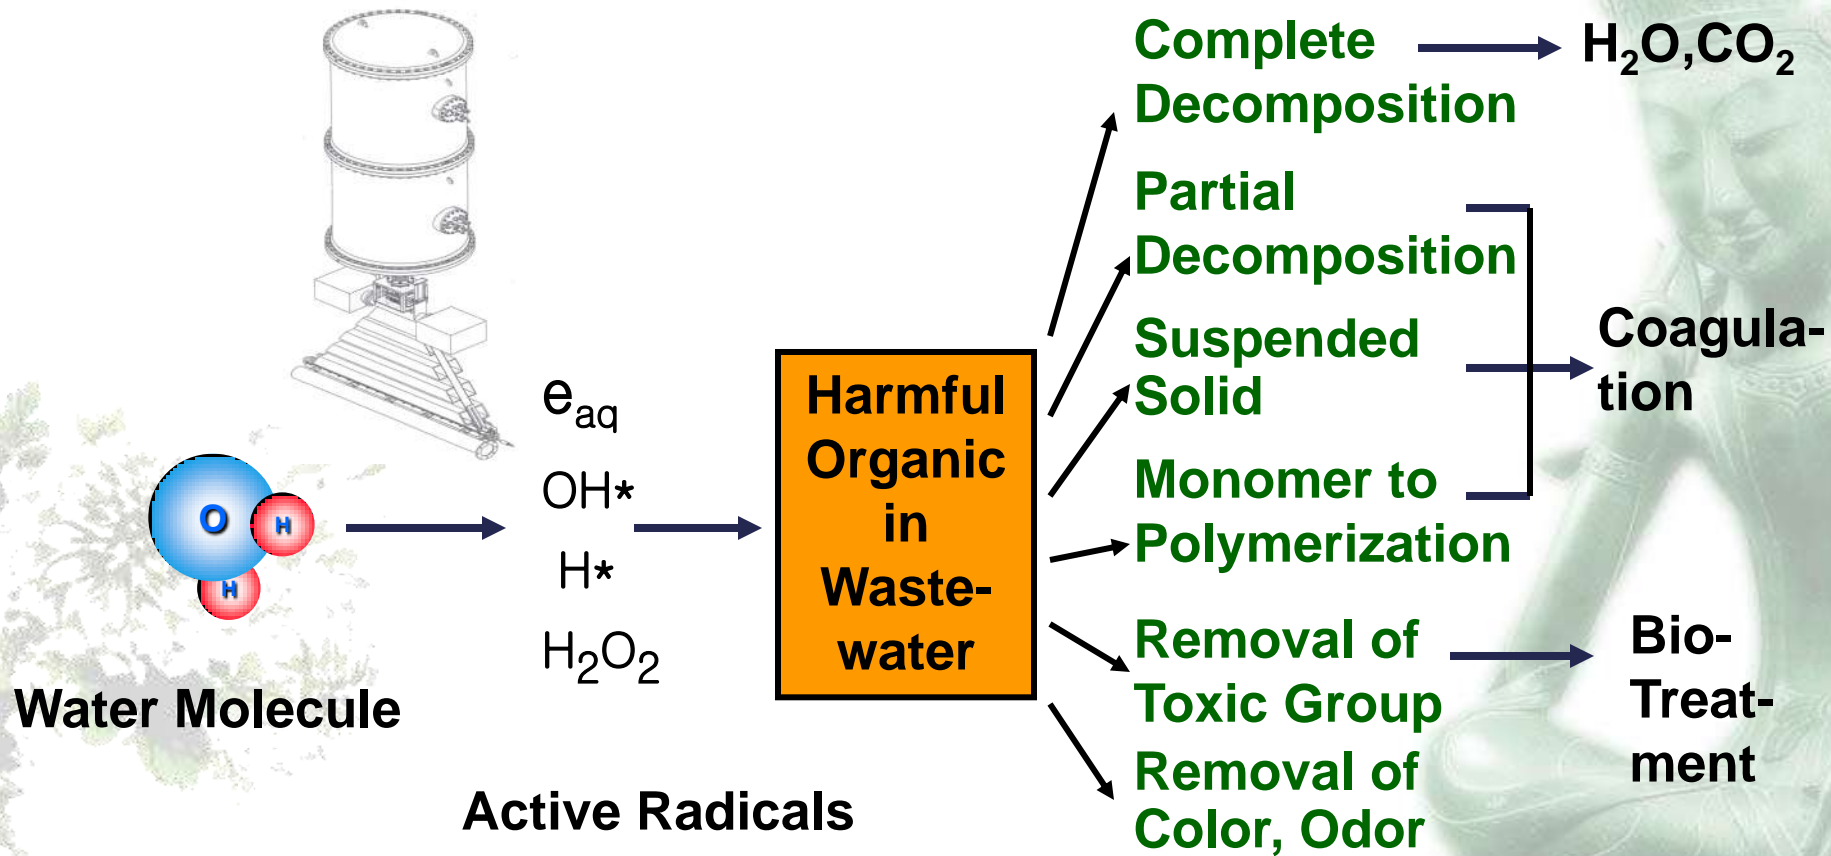 O
H
H
Water Molecule
e_aq
OH*
H*
H₂O₂
Active Radicals
Harmful
Organic
in
Waste-
water
Complete
Decomposition
H₂O,CO₂
Partial
Decomposition
Suspended
Solid
Monomer to
Polymerization
Coagula-
tion
Removal of
Toxic Group
Bio-
Treat-
ment
Removal of
Color, Odor